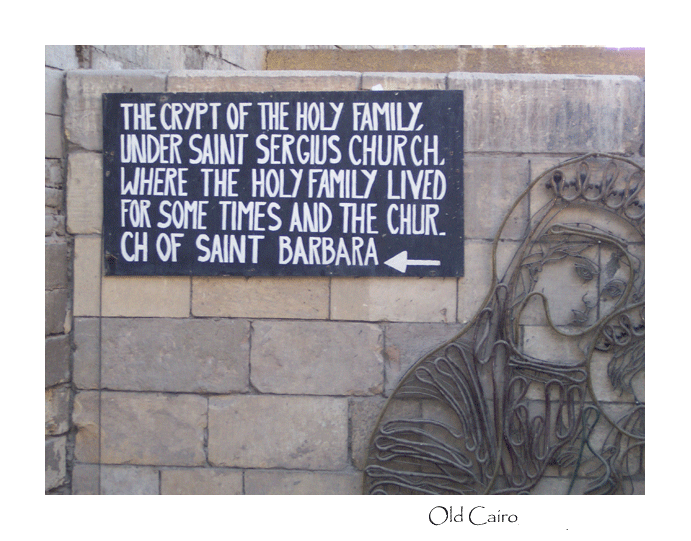 THE CRYPT OF THE HOLY FAMILY,
UNDER SAINT SERGIUS CHURCH.
WHERE THE HOLY FAMILY LIVED
FOR SOME TIMES AND THE CHUR_
CH OF SAINT BARBARA
Old Cairo